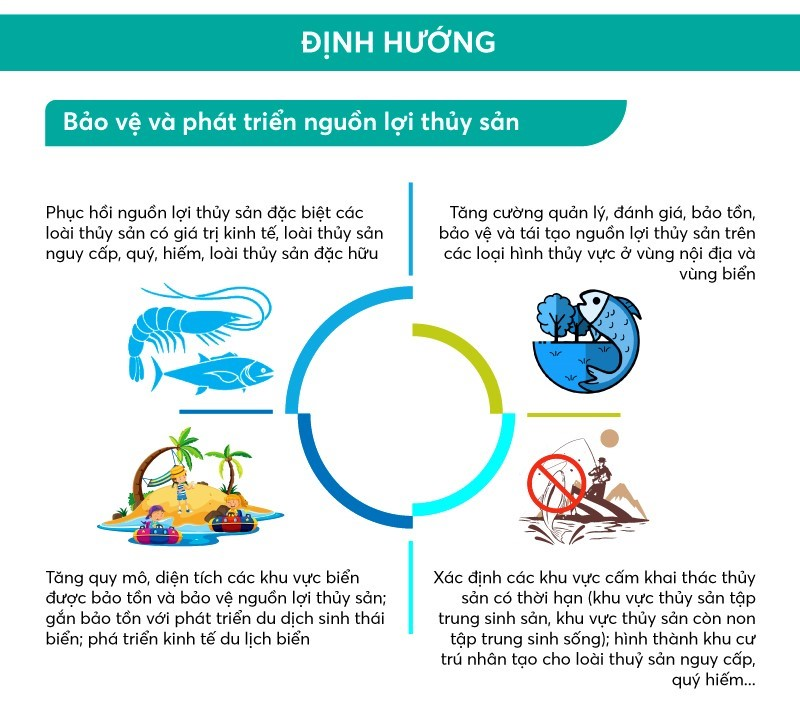 ĐỊNH HƯỚNG
Bảo vệ và phát triển nguồn lợi thủy sản
Phục hồi nguồn lợi thủy sản đặc biệt các
loài thủy sản có giá trị kinh tế, loài thủy sản
nguy cấp, quý, hiếm, loài thủy sản đặc hữu
Tăng cường quản lý, đánh giá, bảo tồn,
bảo vệ và tái tạo nguồn lợi thủy sản trên
các loại hình thủy vực ở vùng nội địa và
vùng biển
Tăng quy mô, diện tích các khu vực biển
được bảo tồn và bảo vệ nguồn lợi thủy sản;
gắn bảo tồn với phát triển du dịch sinh thái
biển; phá triển kinh tế du lịch biển
Xác định các khu vực cấm khai thác thủy
sản có thời hạn (khu vực thủy sản tập
trung sinh sản, khu vực thủy sản còn non
tập trung sinh sống); hình thành khu cư
trú nhân tạo cho loài thuỷ sản nguy cấp,
quý hiếm...